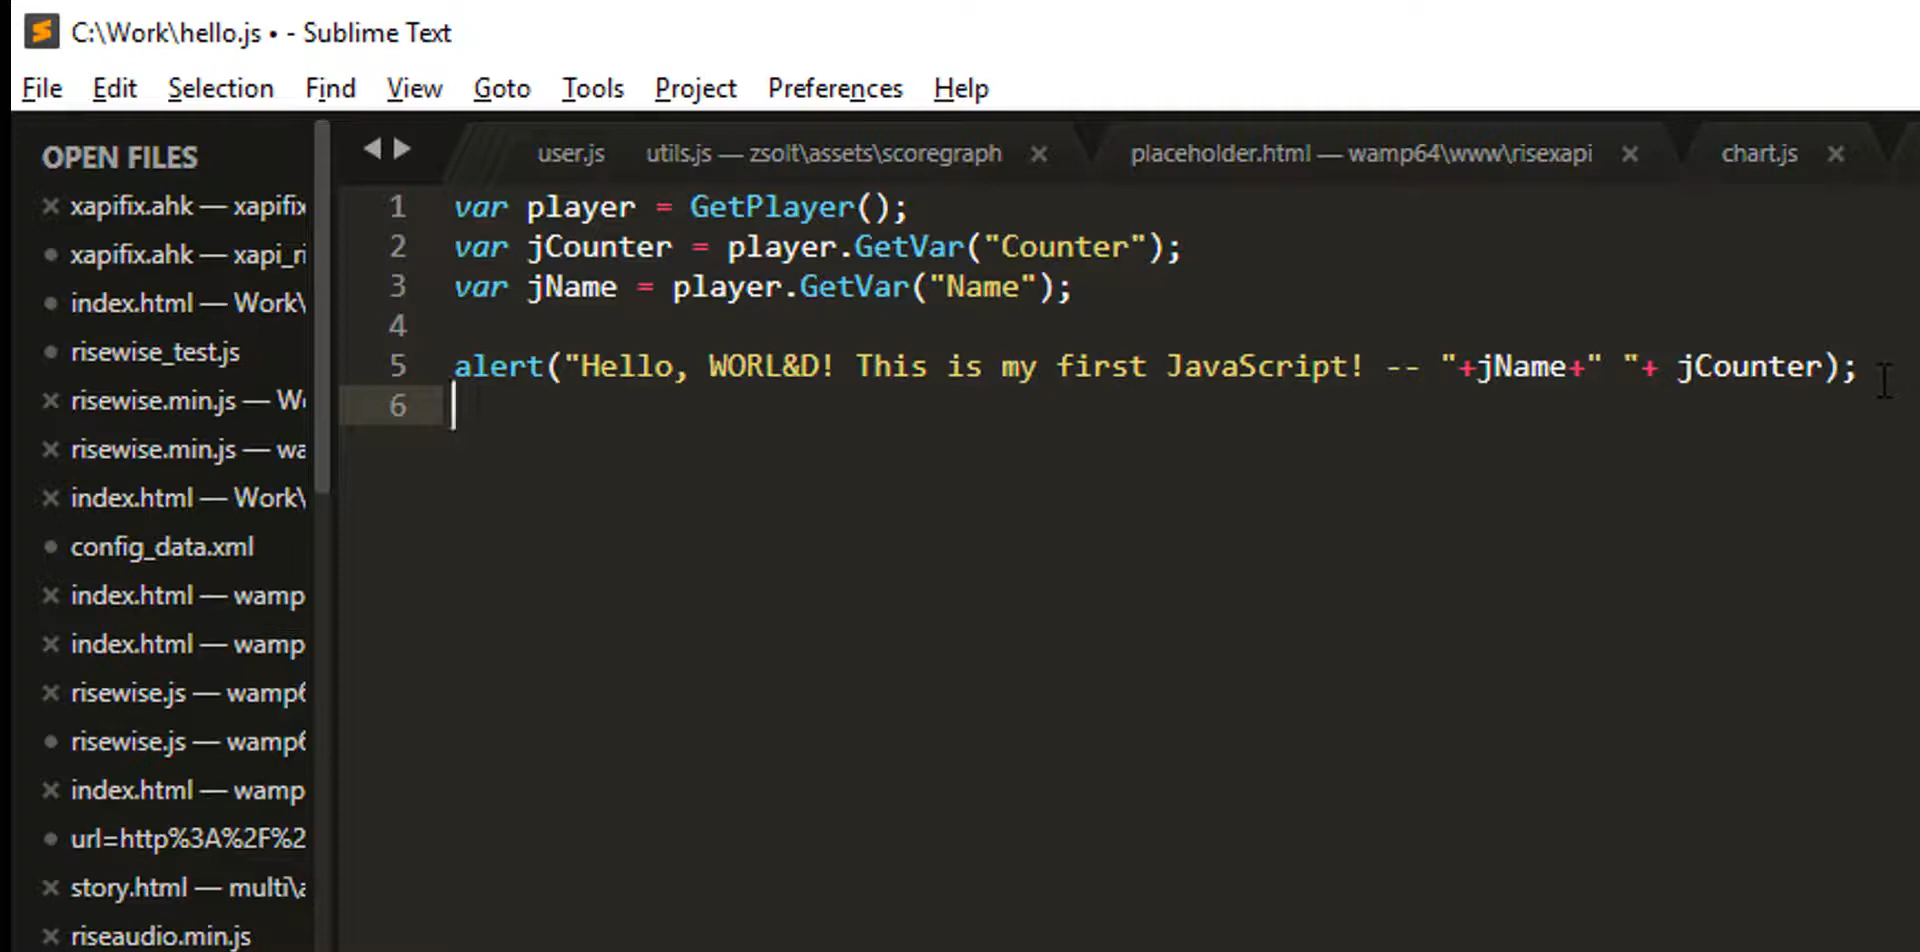 C:\Work\hello.js • - Sublime Text
File Edit Selection Find View Goto Tools Project Preferences Help
OPEN FILES
xapifix.ahk — xapifix
xapifix.ahk — xapi_ri
index.html — Work\
risewise_test.js
risewise.min.js — W
risewise.min.js — wa
index.html — Work\
config_data.xml
index.html — wamp
index.html — wamp
risewise.js — wamp6
risewise.js — wamp6
index.html — wamp
url=http%3A%2F%2
story.html — multi\a
riseaudio.min.js
user.js utils.js — zsolt\assets\scoregraph placeholder.html — wamp64\www\risexapi chart.js
1 var player = GetPlayer();
2 var jCounter = player.GetVar("Counter");
3 var jName = player.GetVar("Name");
4
5 alert("Hello, WORL&D! This is my first JavaScript! -- "+jName+" "+ jCounter);
6